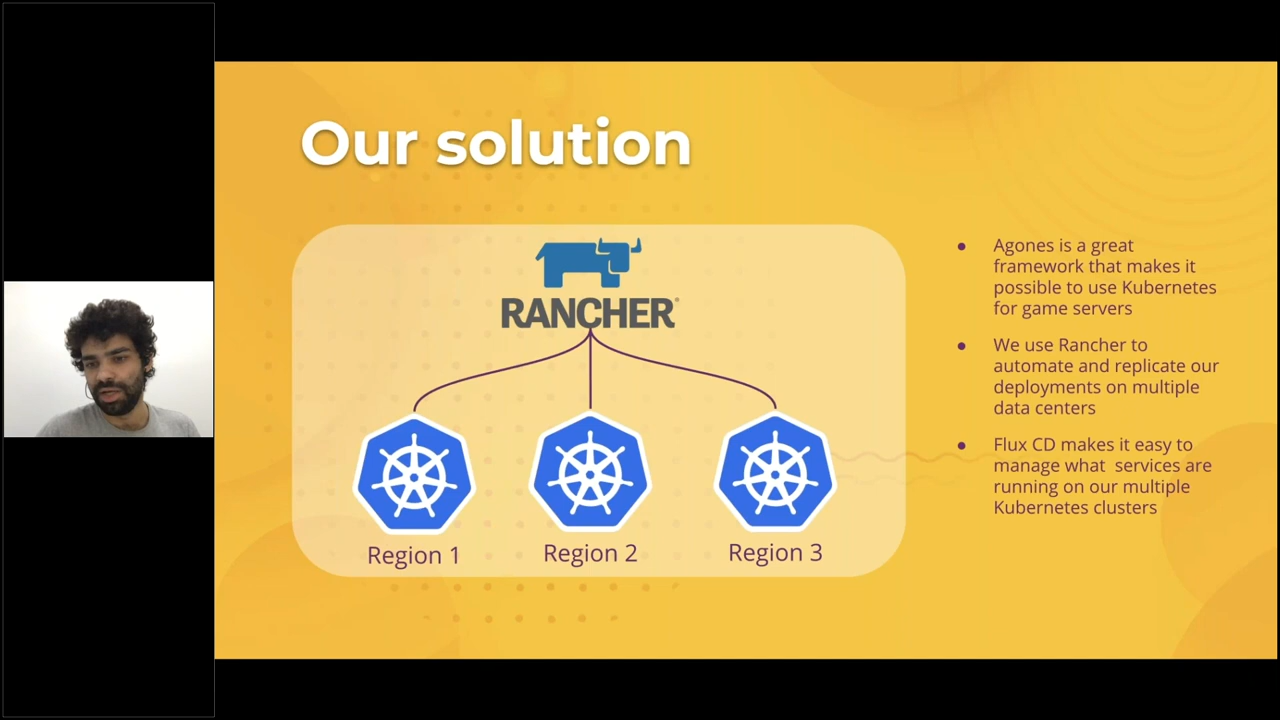 Our solution
RANCHER®
Region 1
Region 2
Region 3
● Agones is a great
framework that makes it
possible to use Kubernetes
for game servers
● We use Rancher to
automate and replicate our
deployments on multiple
data centers
● Flux CD makes it easy to
manage what services are
running on our multiple
Kubernetes clusters